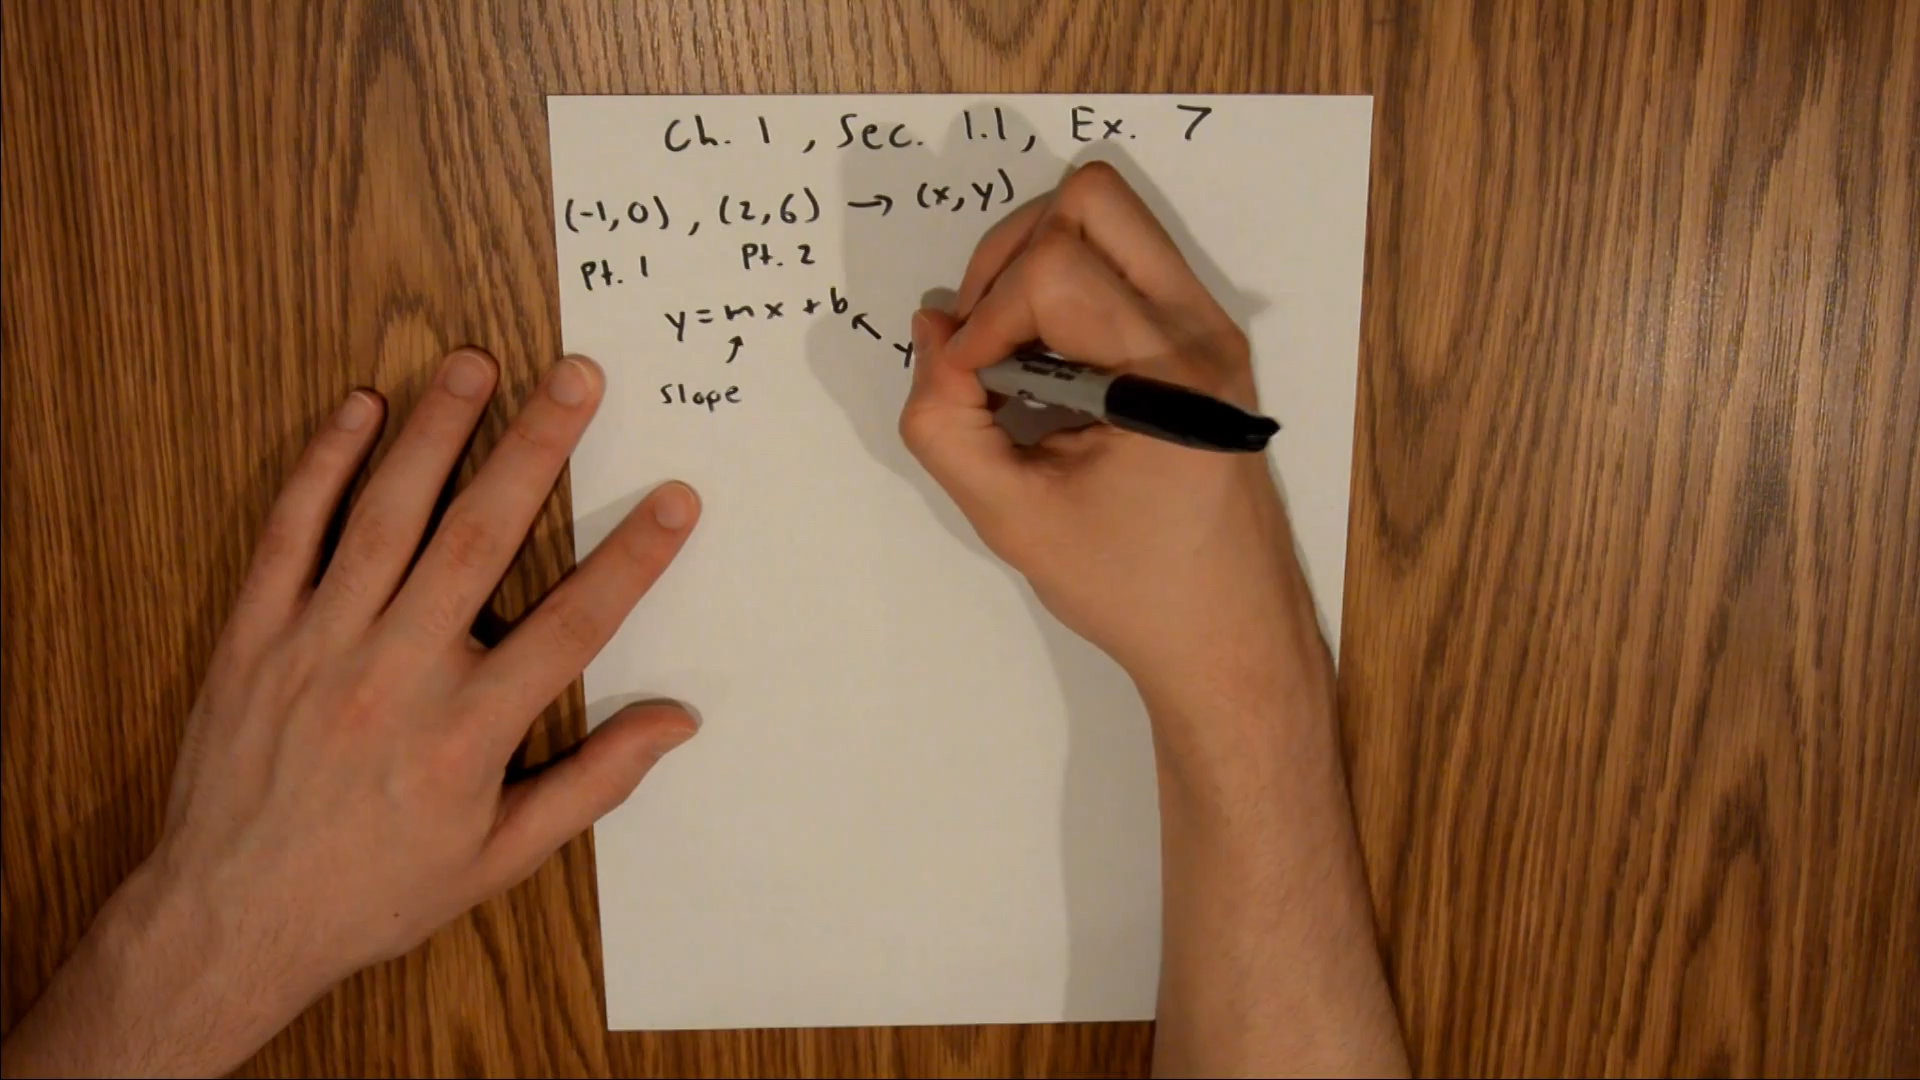 Ch. 1, Sec. 1.1, Ex. 7
(-1,0), (2,6) → (x,y)
Pt. 1 Pt. 2
y=mx+b
↑ ↖ y
slope